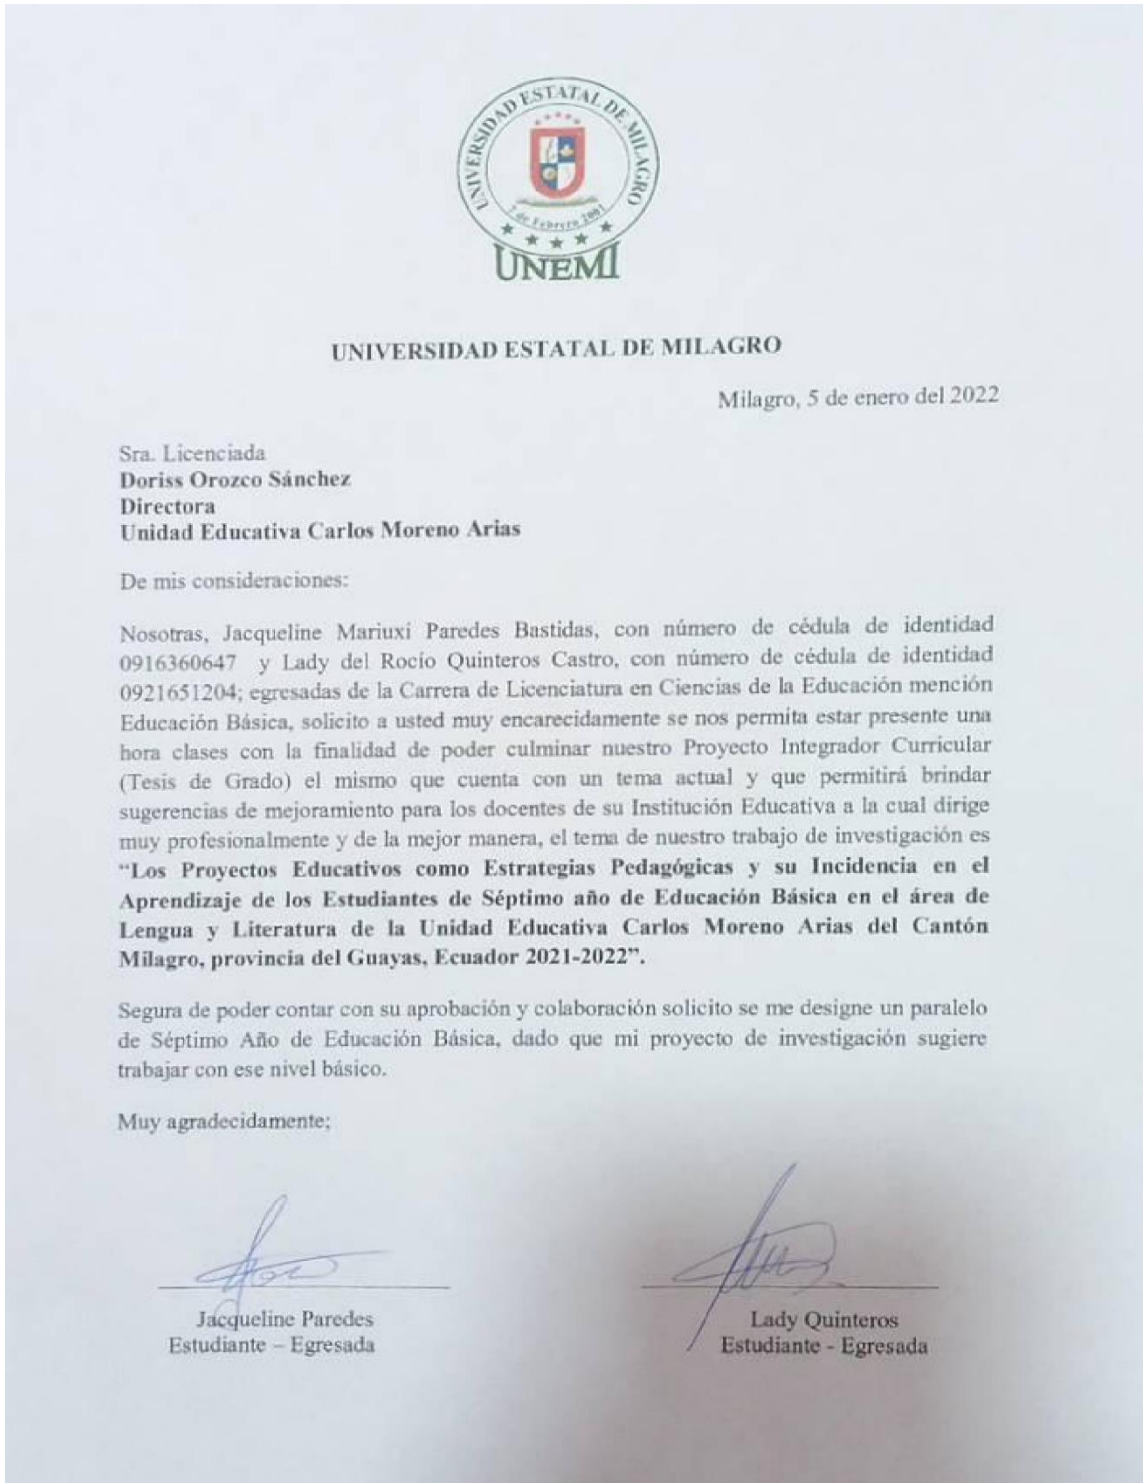 UNIVERSIDAD ESTATAL DE MILAGRO
7 de Febrero 2001
UNEMI
UNIVERSIDAD ESTATAL DE MILAGRO
Milagro, 5 de enero del 2022
Sra. Licenciada
Doriss Orozco Sánchez
Directora
Unidad Educativa Carlos Moreno Arias
De mis consideraciones:
Nosotras, Jacqueline Mariuxi Paredes Bastidas, con número de cédula de identidad
0916360647 y Lady del Rocío Quinteros Castro, con número de cédula de identidad
0921651204; egresadas de la Carrera de Licenciatura en Ciencias de la Educación mención
Educación Básica, solicito a usted muy encarecidamente se nos permita estar presente una
hora clases con la finalidad de poder culminar nuestro Proyecto Integrador Curricular
(Tesis de Grado) el mismo que cuenta con un tema actual y que permitirá brindar
sugerencias de mejoramiento para los docentes de su Institución Educativa a la cual dirige
muy profesionalmente y de la mejor manera, el tema de nuestro trabajo de investigación es
“Los Proyectos Educativos como Estrategias Pedagógicas y su Incidencia en el
Aprendizaje de los Estudiantes de Séptimo año de Educación Básica en el área de
Lengua y Literatura de la Unidad Educativa Carlos Moreno Arias del Cantón
Milagro, provincia del Guayas, Ecuador 2021-2022”.
Segura de poder contar con su aprobación y colaboración solicito se me designe un paralelo
de Séptimo Año de Educación Básica, dado que mi proyecto de investigación sugiere
trabajar con ese nivel básico.
Muy agradecidamente;
Jacqueline Paredes
Estudiante – Egresada
Lady Quinteros
Estudiante - Egresada